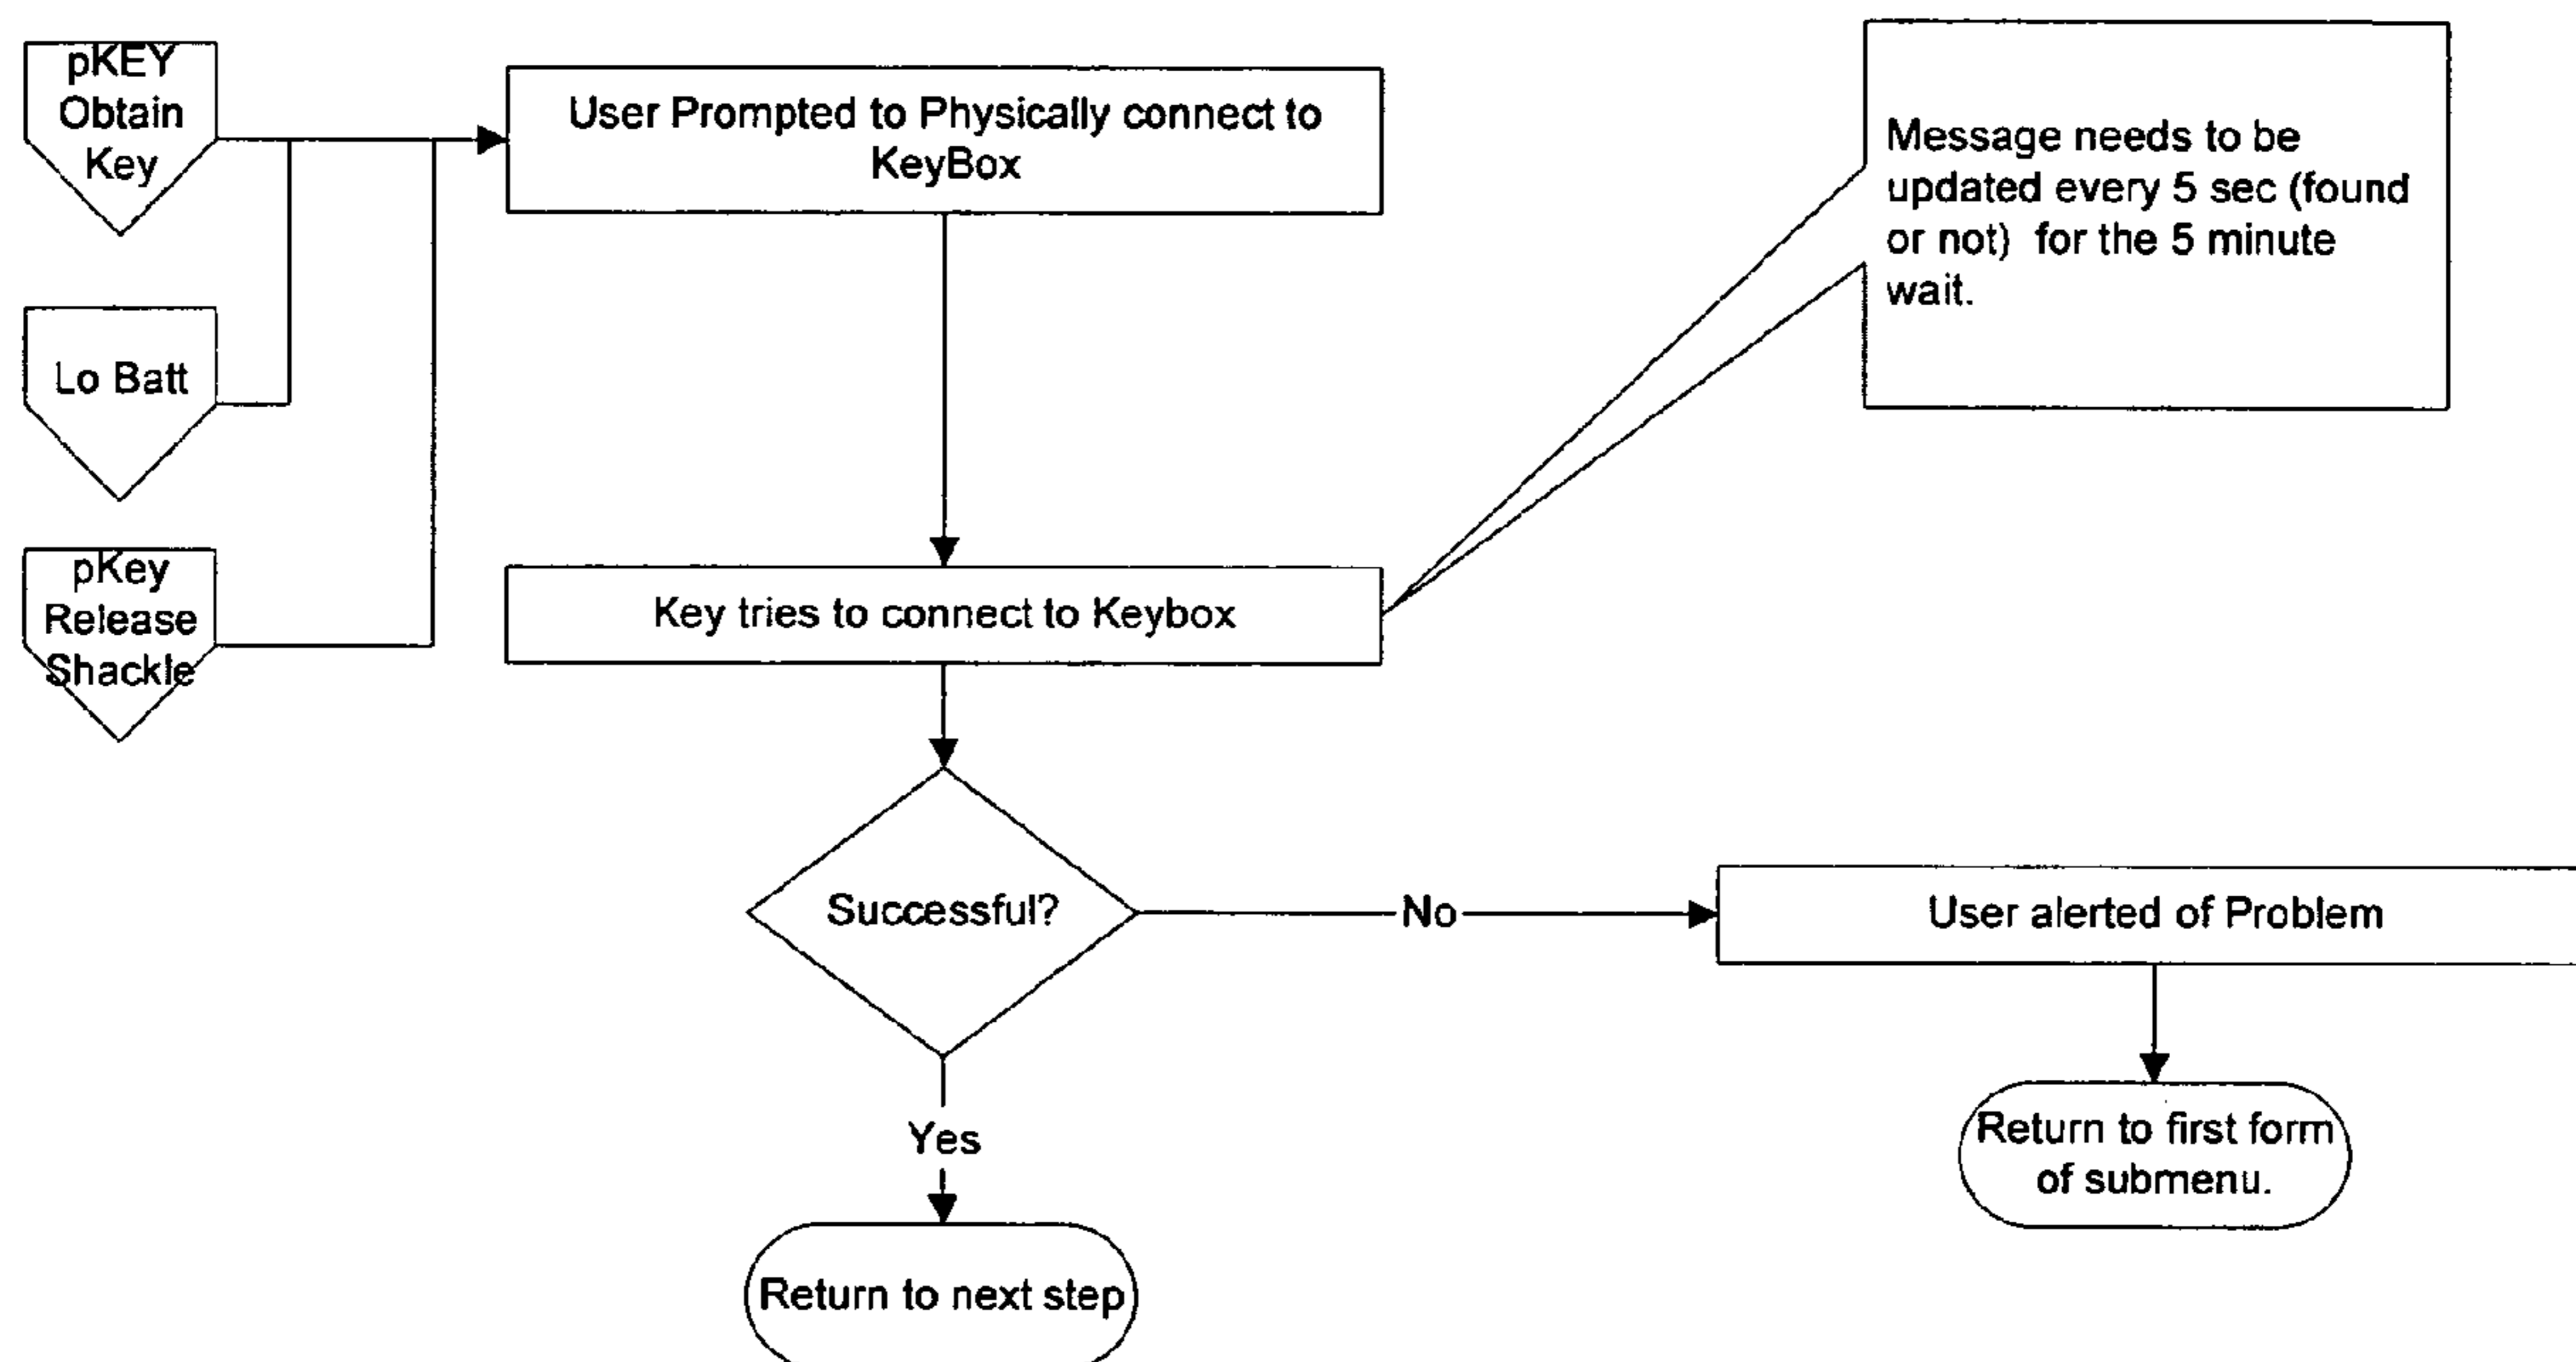 pKEY
Obtain
Key
User Prompted to Physically connect to
KeyBox
Message needs to be
updated every 5 sec (found
or not) for the 5 minute
wait.
Lo Batt
pKey
Release
Shackle
Key tries to connect to Keybox
Successful?
No
User alerted of Problem
Yes
Return to first form
of submenu.
Return to next step